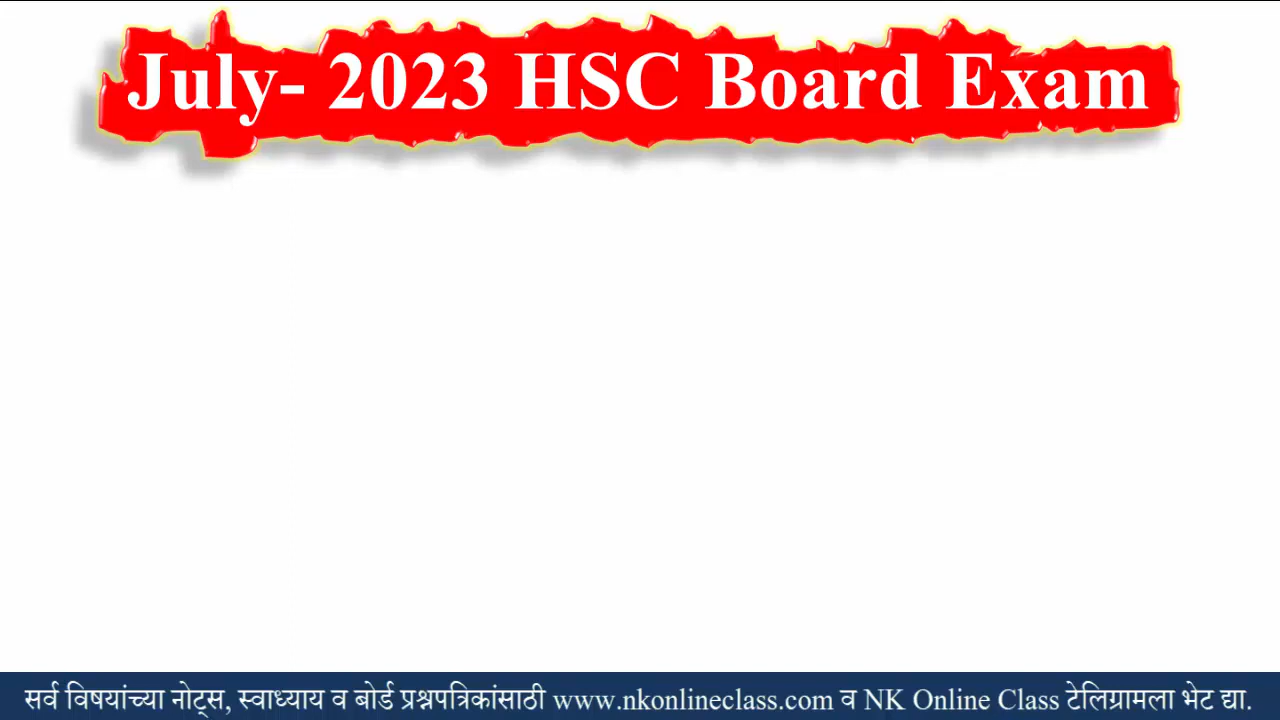 July- 2023 HSC Board Exam
सर्व विषयांच्या नोट्स, स्वाध्याय व बोर्ड प्रश्नपत्रिकांसाठी www.nkonlineclass.com व NK Online Class टेलिग्रामला भेट द्या.